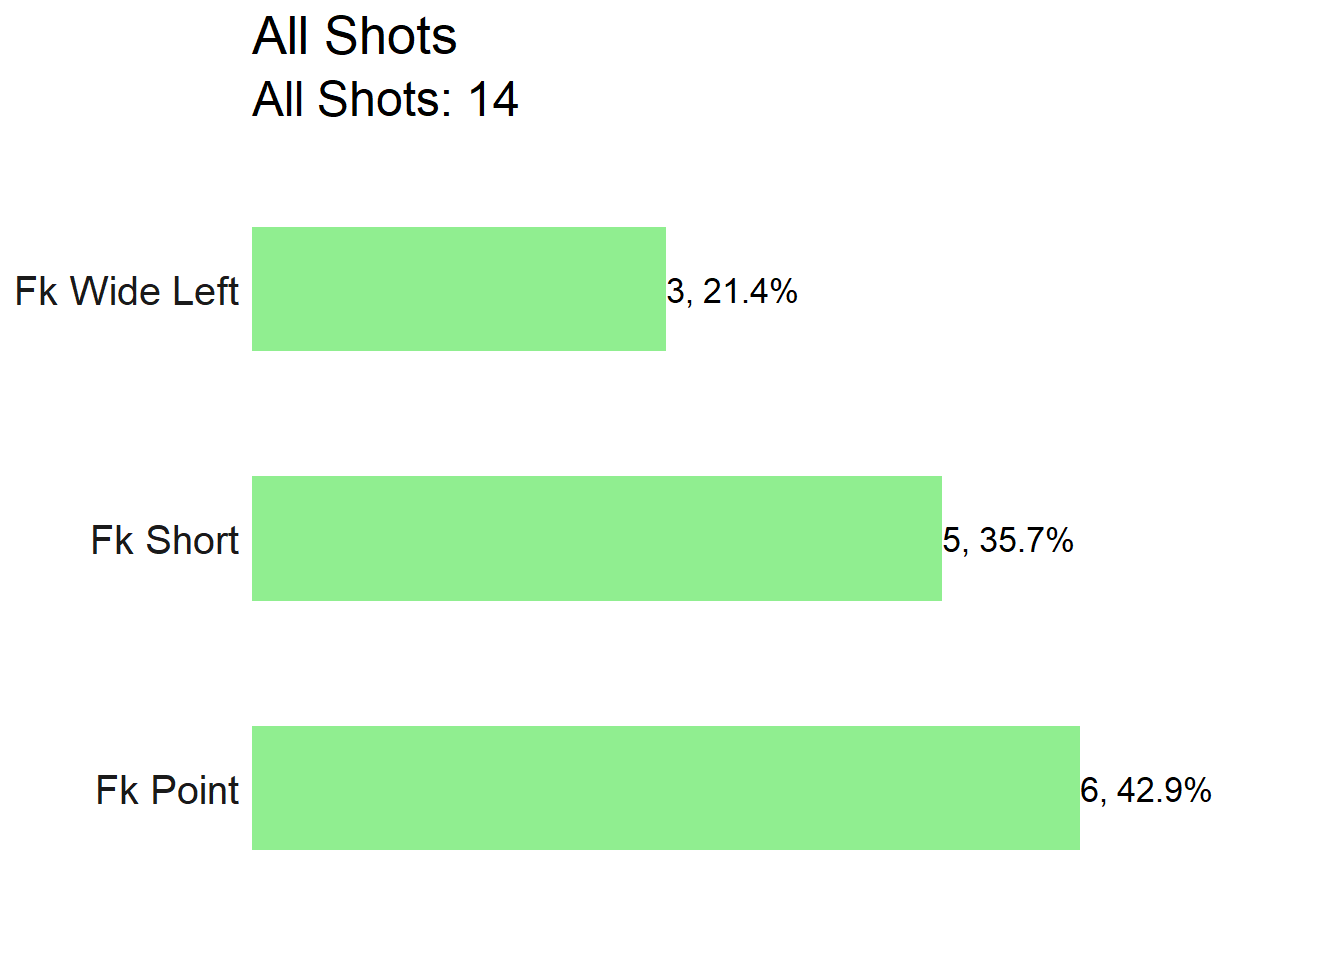 All Shots
All Shots: 14
Fk Wide Left 3, 21.4%
Fk Short 5, 35.7%
Fk Point 6, 42.9%